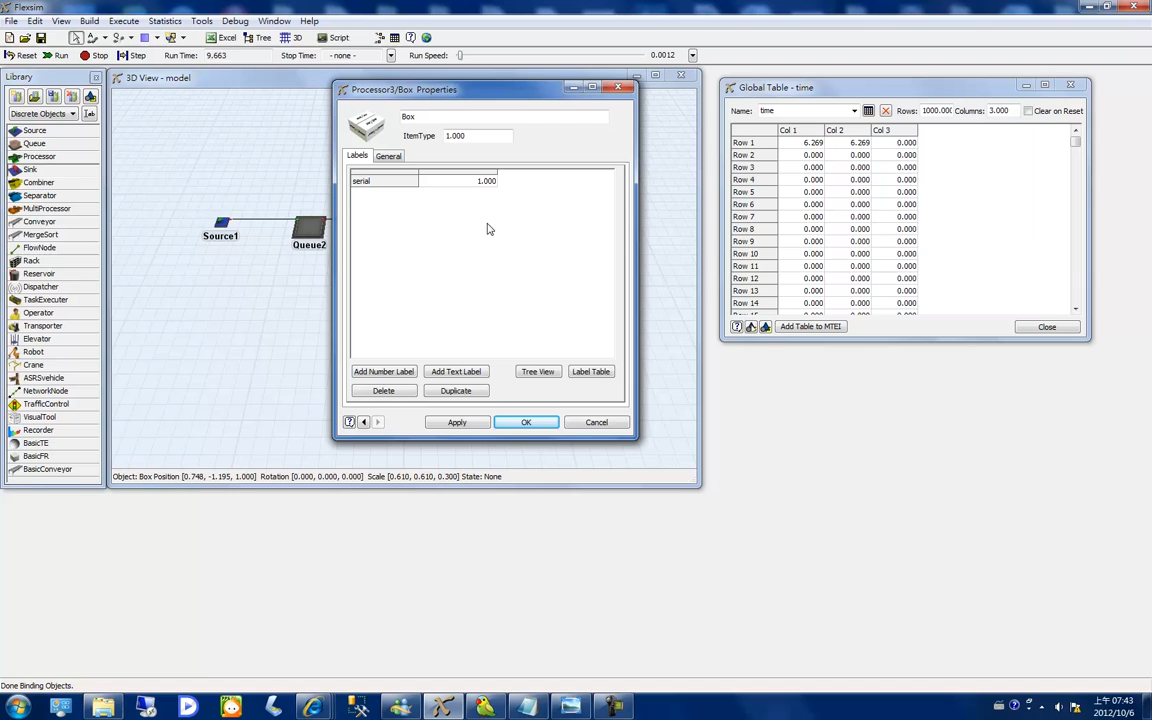 Flexsim
File Edit View Build Execute Statistics Tools Debug Window Help
Excel Tree 3D Script
Reset Run Stop Step Run Time: 9.663 Stop Time: - none - Run Speed: 0.0012
Library
Discrete Objects
Source
Queue
Processor
Sink
Combiner
Separator
MultiProcessor
Conveyor
MergeSort
FlowNode
Rack
Reservoir
Dispatcher
TaskExecuter
Operator
Transporter
Elevator
Robot
Crane
ASRSvehicle
NetworkNode
TrafficControl
VisualTool
Recorder
BasicTE
BasicFR
BasicConveyor
3D View - model
Source1
Queue2
Object: Box Position [0.748, -1.195, 1.000] Rotation [0.000, 0.000, 0.000] Scale [0.610, 0.610, 0.300] State: None
Processor3/Box Properties
Box
ItemType 1.000
Labels General
serial 1.000
Add Number Label Add Text Label Tree View Label Table
Delete Duplicate
Apply OK Cancel
Global Table - time
Name: time Rows: 1000.000 Columns: 3.000 Clear on Reset
Col 1 Col 2 Col 3
Row 1 6.269 6.269 0.000
Row 2 0.000 0.000 0.000
Row 3 0.000 0.000 0.000
Row 4 0.000 0.000 0.000
Row 5 0.000 0.000 0.000
Row 6 0.000 0.000 0.000
Row 7 0.000 0.000 0.000
Row 8 0.000 0.000 0.000
Row 9 0.000 0.000 0.000
Row 10 0.000 0.000 0.000
Row 11 0.000 0.000 0.000
Row 12 0.000 0.000 0.000
Row 13 0.000 0.000 0.000
Row 14 0.000 0.000 0.000
Add Table to MTEI Close
Done Binding Objects.
上午 07:43
2012/10/6